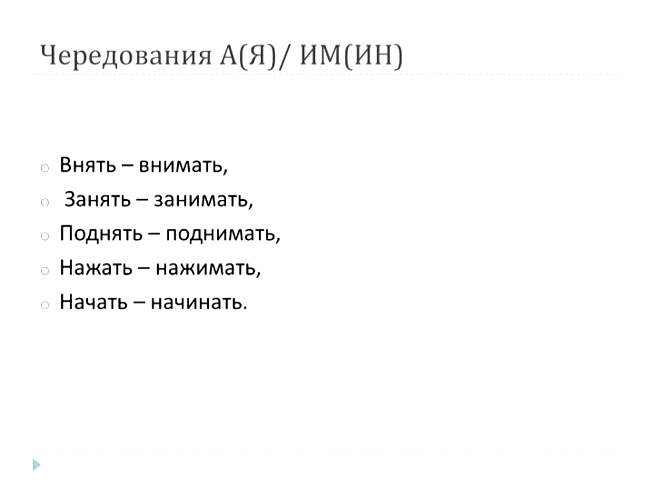 Чередования А(Я)/ ИМ(ИН)
Внять – внимать,
Занять – занимать,
Поднять – поднимать,
Нажать – нажимать,
Начать – начинать.